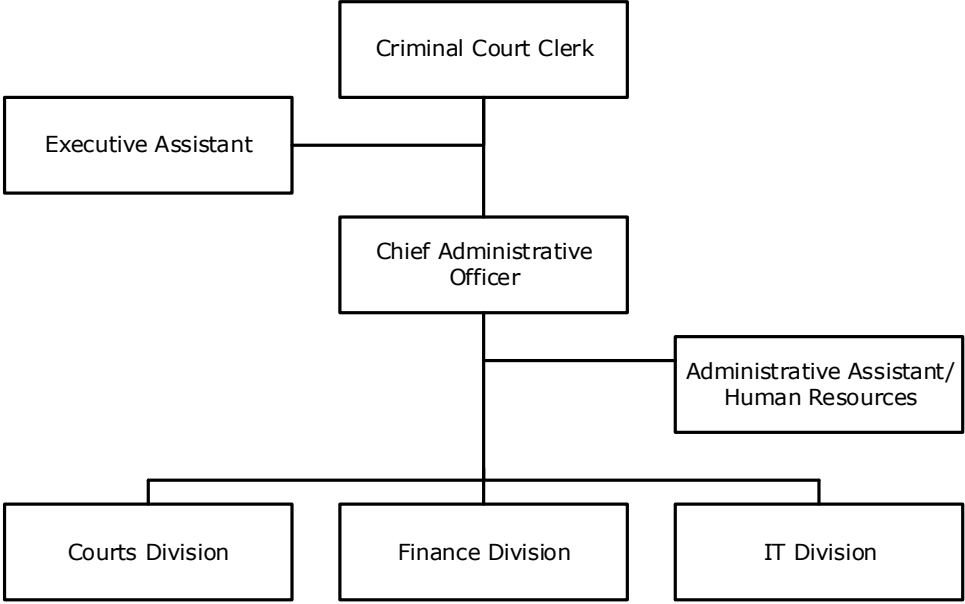 Criminal Court Clerk
Executive Assistant
Chief Administrative
Officer
Administrative Assistant/
Human Resources
Courts Division
Finance Division
IT Division